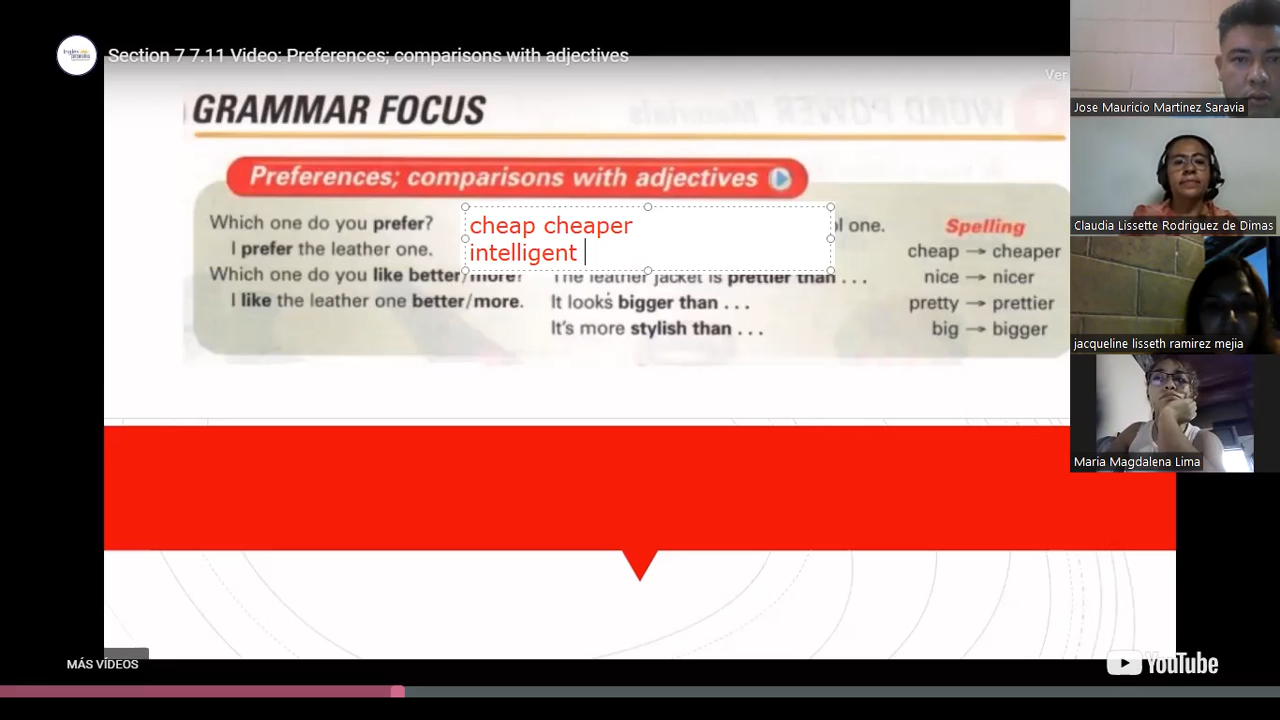 Section 7 7.11 Video: Preferences; comparisons with adjectives
Ver
GRAMMAR FOCUS
Preferences; comparisons with adjectives
Which one do you prefer?
I prefer the leather one.
Which one do you like better/more?
I like the leather one better/more.
cheap cheaper
intelligent
one.
The leather jacket is prettier than . . .
It looks bigger than . . .
It's more stylish than . . .
Spelling
cheap → cheaper
nice → nicer
pretty → prettier
big → bigger
Jose Mauricio Martinez Saravia
Claudia Lissette Rodriguez de Dimas
jacqueline lisseth ramirez mejia
Maria Magdalena Lima
MÁS VÍDEOS
YouTube